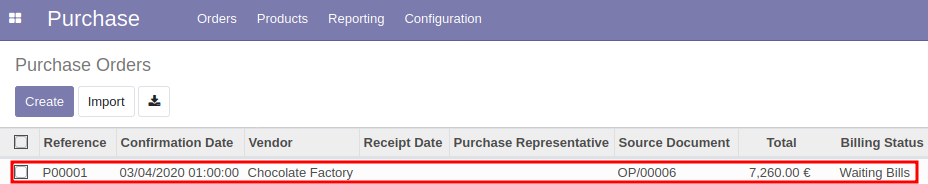 Purchase Orders Products Reporting Configuration
Purchase Orders
Create Import
Reference Confirmation Date Vendor Receipt Date Purchase Representative Source Document Total Billing Status
P00001 03/04/2020 01:00:00 Chocolate Factory OP/00006 7,260.00 € Waiting Bills